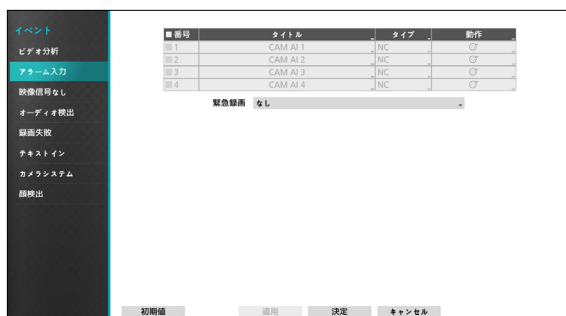 イベント
ビデオ分析
アラーム入力
映像信号なし
オーディオ検出
録画失敗
テキストイン
カメラシステム
顔検出
番号 タイトル タイプ 動作
1 CAM AI 1 NC
2 CAM AI 2 NC
3 CAM AI 3 NC
4 CAM AI 4 NC
緊急録画 なし
初期値 適用 決定 キャンセル